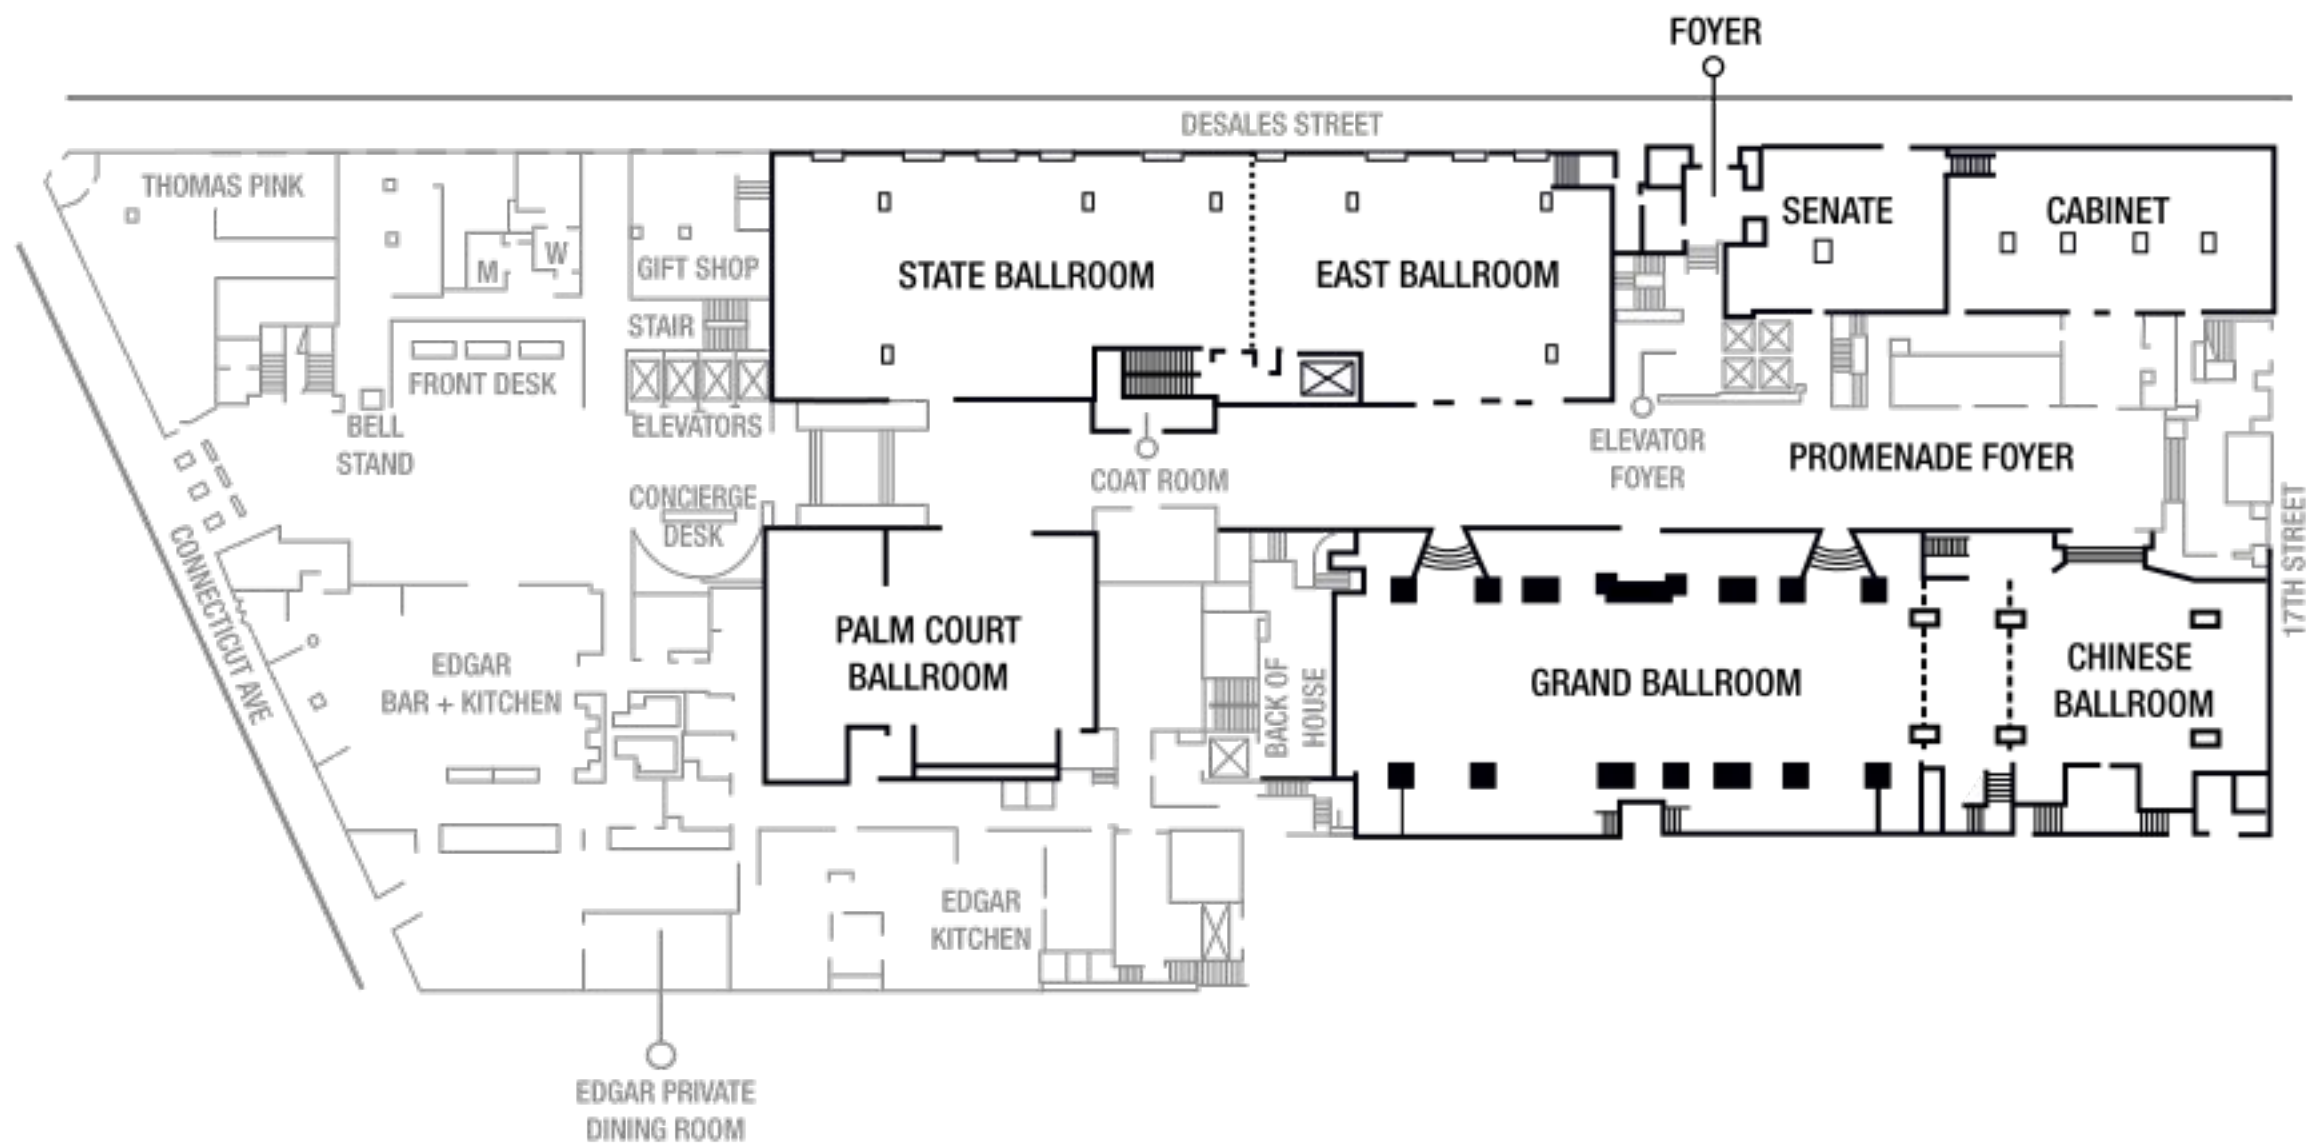 FOYER
DESALES STREET
THOMAS PINK
M
W
GIFT SHOP
STATE BALLROOM
EAST BALLROOM
SENATE
CABINET
STAIR
FRONT DESK
BELL
STAND
ELEVATORS
CONCIERGE
DESK
COAT ROOM
ELEVATOR
FOYER
PROMENADE FOYER
17TH STREET
CONNECTICUT AVE
EDGAR
BAR + KITCHEN
PALM COURT
BALLROOM
BACK OF
HOUSE
GRAND BALLROOM
CHINESE
BALLROOM
EDGAR
KITCHEN
EDGAR PRIVATE
DINING ROOM